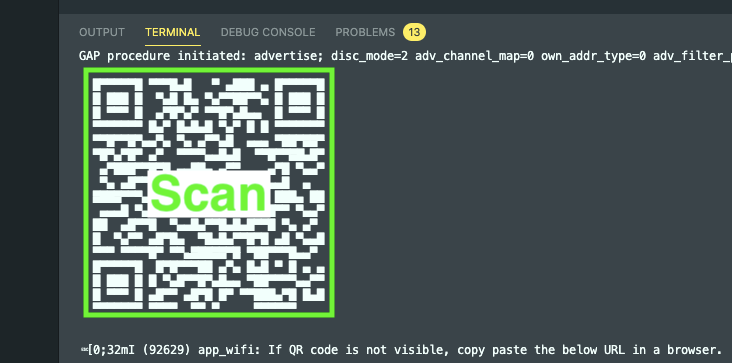 OUTPUT TERMINAL DEBUG CONSOLE PROBLEMS 13
GAP procedure initiated: advertise; disc_mode=2 adv_channel_map=0 own_addr_type=0 adv_filter_
Scan
[0;32mI (92629) app_wifi: If QR code is not visible, copy paste the below URL in a browser.